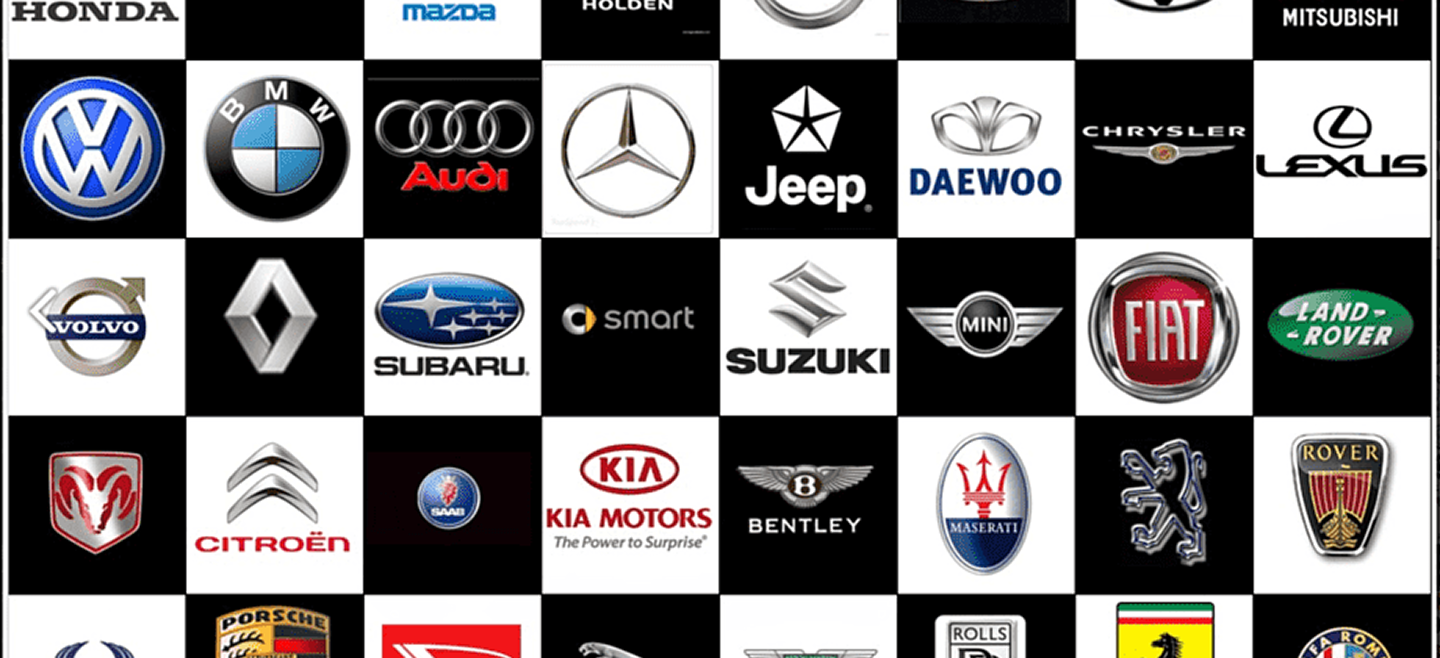 HONDA
mazda
HOLDEN
MITSUBISHI
VW
BMW
Audi
Jeep
DAEWOO
CHRYSLER
LEXUS
VOLVO
SUBARU
smart
SUZUKI
MINI
FIAT
LAND-
-ROVER
CITROËN
SAAB
KIA
KIA MOTORS
The Power to Surprise
B
BENTLEY
MASERATI
ROVER
PORSCHE
ROLLS